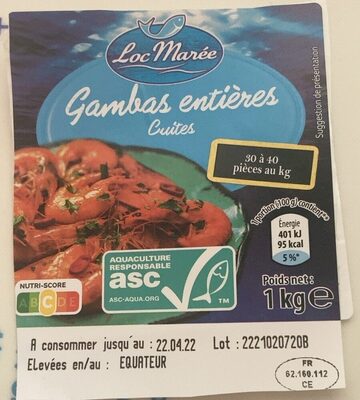 Loc Marée
Gambas entières
Cuites
Suggestion de présentation
30 à 40
pièces au kg
1 portion (100 g) contient**
Energie
401 kJ
95 kcal
5 %*
AQUACULTURE
RESPONSABLE
asc
ASC-AQUA.ORG
TM
NUTRI-SCORE
A B C D E
Poids net :
1 kg e
A consommer jusqu'au : 22.04.22 Lot : 2221020720B
Elevées en/au : EQUATEUR
FR
62.160.112
CE